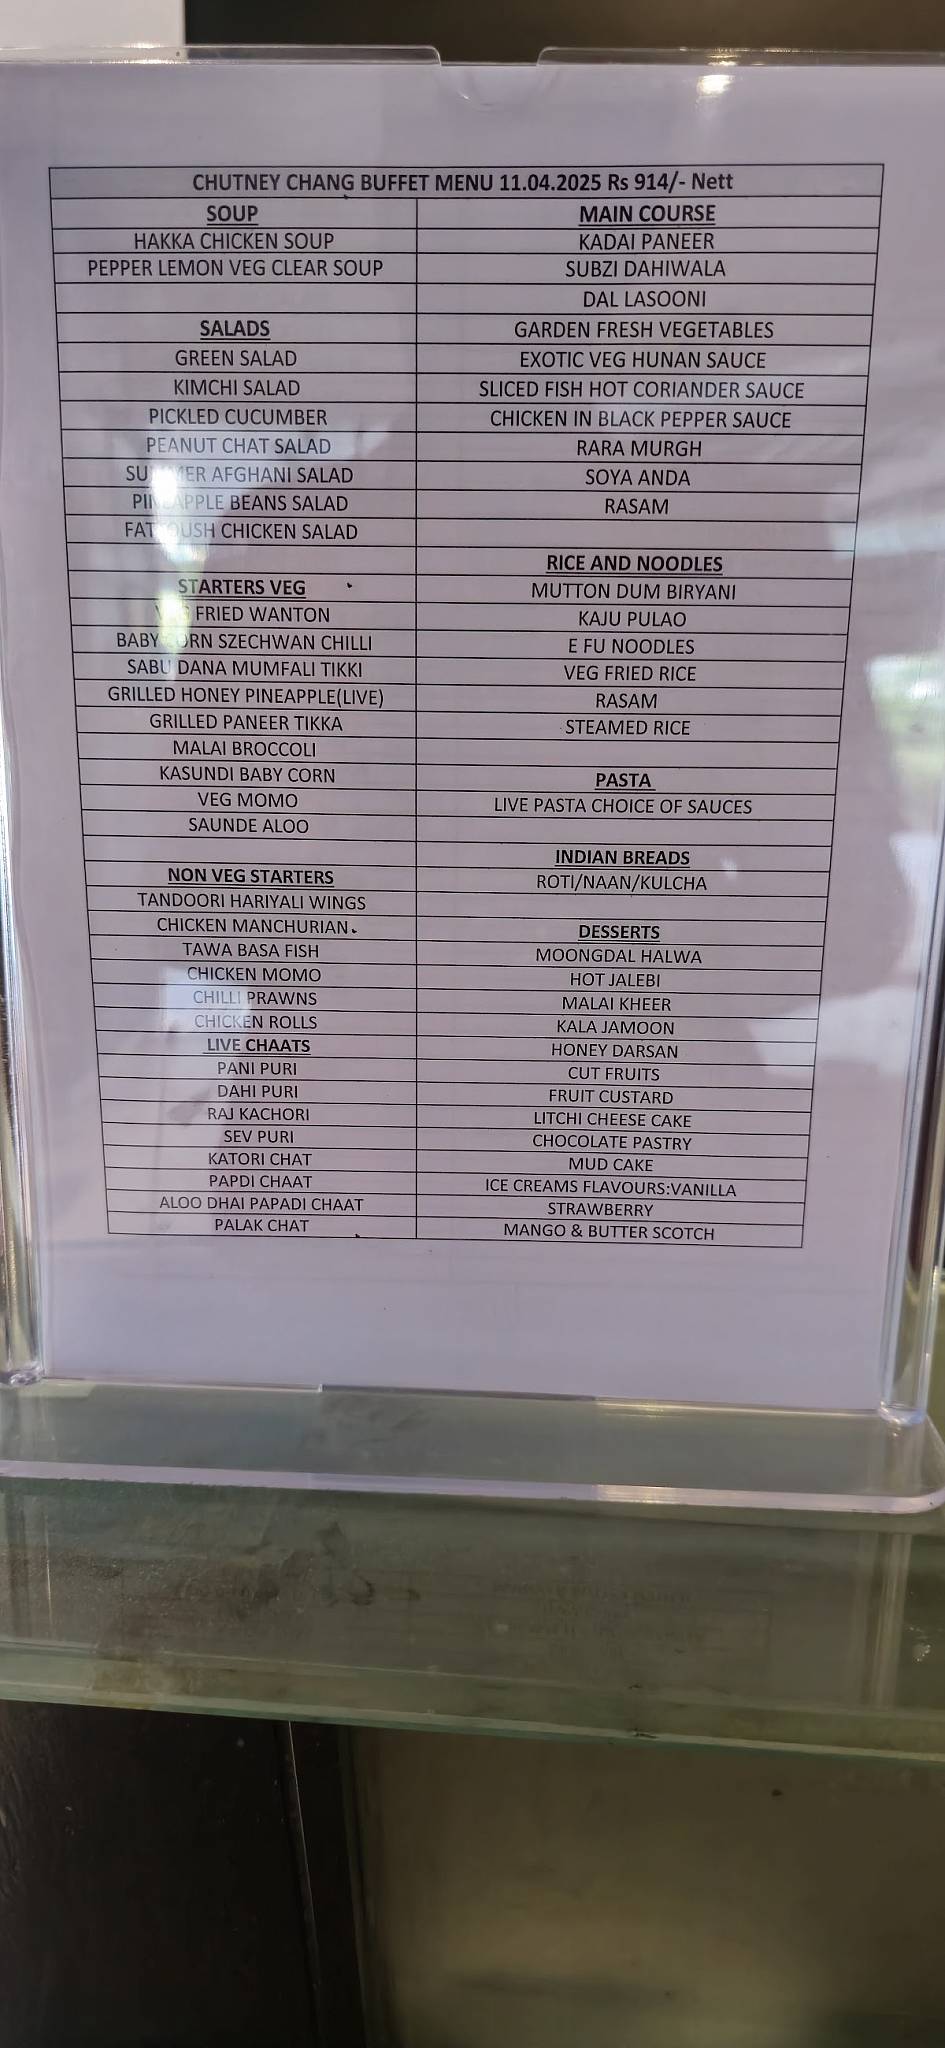 CHUTNEY CHANG BUFFET MENU 11.04.2025 Rs 914/- Nett
SOUP
HAKKA CHICKEN SOUP
PEPPER LEMON VEG CLEAR SOUP
SALADS
GREEN SALAD
KIMCHI SALAD
PICKLED CUCUMBER
PEANUT CHAT SALAD
SUMMER AFGHANI SALAD
PINEAPPLE BEANS SALAD
FATTOUSH CHICKEN SALAD
STARTERS VEG
VEG FRIED WANTON
BABY CORN SZECHWAN CHILLI
SABU DANA MUMFALI TIKKI
GRILLED HONEY PINEAPPLE(LIVE)
GRILLED PANEER TIKKA
MALAI BROCCOLI
KASUNDI BABY CORN
VEG MOMO
SAUNDE ALOO
NON VEG STARTERS
TANDOORI HARIYALI WINGS
CHICKEN MANCHURIAN
TAWA BASA FISH
CHICKEN MOMO
CHILLI PRAWNS
CHICKEN ROLLS
LIVE CHAATS
PANI PURI
DAHI PURI
RAJ KACHORI
SEV PURI
KATORI CHAT
PAPDI CHAAT
ALOO DHAI PAPADI CHAAT
PALAK CHAT
MAIN COURSE
KADAI PANEER
SUBZI DAHIWALA
DAL LASOONI
GARDEN FRESH VEGETABLES
EXOTIC VEG HUNAN SAUCE
SLICED FISH HOT CORIANDER SAUCE
CHICKEN IN BLACK PEPPER SAUCE
RARA MURGH
SOYA ANDA
RASAM
RICE AND NOODLES
MUTTON DUM BIRYANI
KAJU PULAO
E FU NOODLES
VEG FRIED RICE
RASAM
STEAMED RICE
PASTA
LIVE PASTA CHOICE OF SAUCES
INDIAN BREADS
ROTI/NAAN/KULCHA
DESSERTS
MOONGDAL HALWA
HOT JALEBI
MALAI KHEER
KALA JAMOON
HONEY DARSAN
CUT FRUITS
FRUIT CUSTARD
LITCHI CHEESE CAKE
CHOCOLATE PASTRY
MUD CAKE
ICE CREAMS FLAVOURS:VANILLA
STRAWBERRY
MANGO & BUTTER SCOTCH